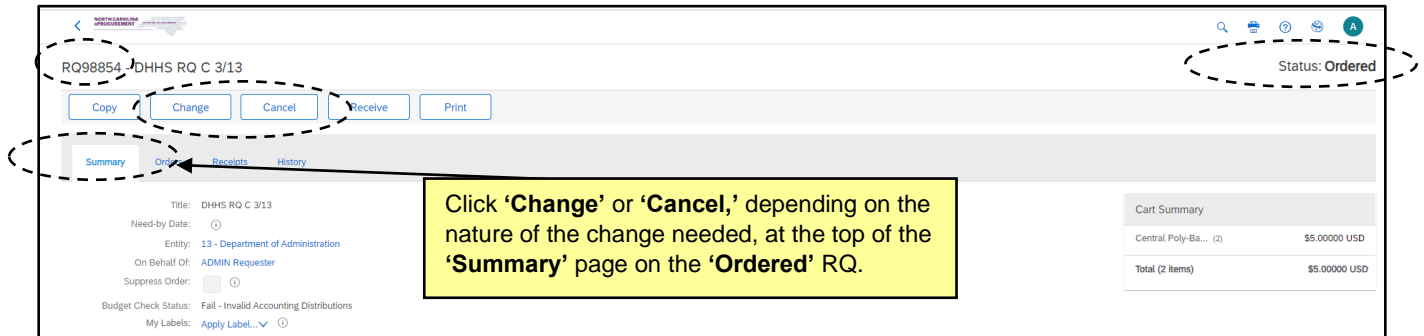 NORTH CAROLINA
ePROCUREMENT
A
RQ98854 - DHHS RQ C 3/13
Status: Ordered
Copy Change Cancel Receive Print
Summary Orders Receipts History
Click ‘Change’ or ‘Cancel,’ depending on the
nature of the change needed, at the top of the
‘Summary’ page on the ‘Ordered’ RQ.
Title: DHHS RQ C 3/13
Need-by Date:
Entity: 13 - Department of Administration
On Behalf Of: ADMIN Requester
Suppress Order:
Budget Check Status: Fail - Invalid Accounting Distributions
My Labels: Apply Label...
Cart Summary
Central Poly-Ba... (2) $5.00000 USD
Total (2 items) $5.00000 USD